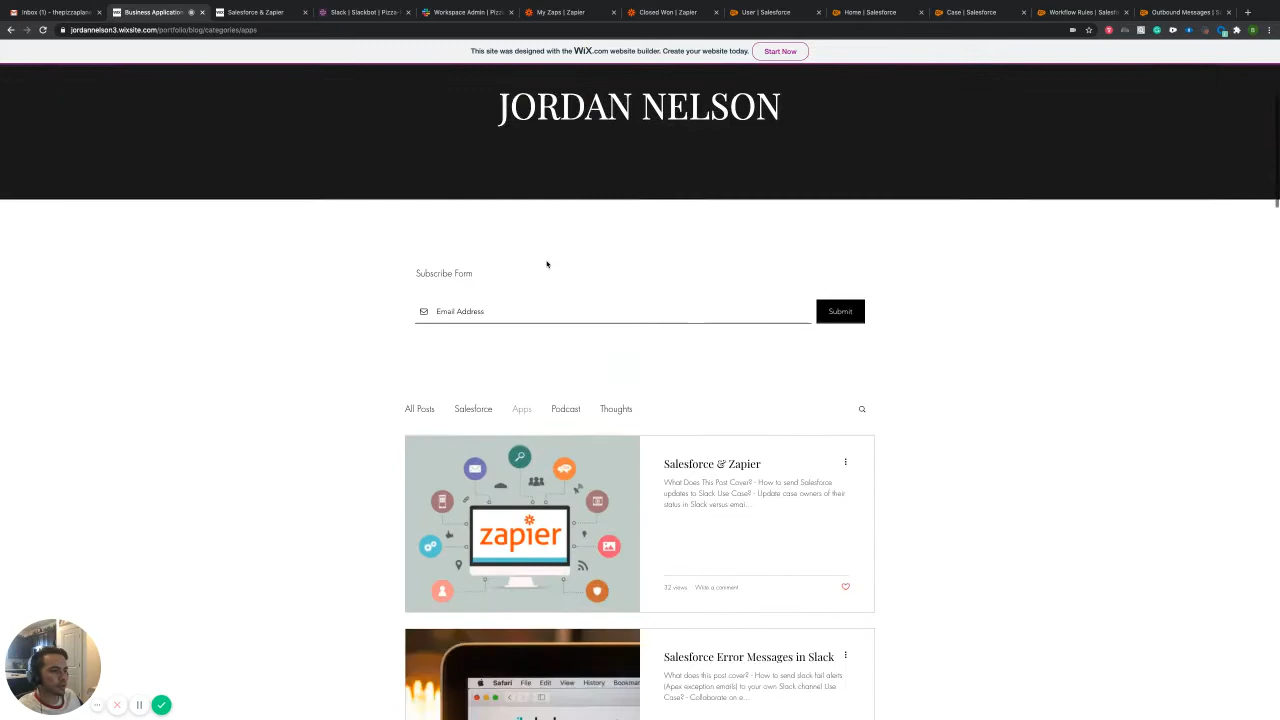 Inbox (1) - thepizzaplane
Business Application
Salesforce & Zapier
Slack | Slackbot | Pizza-
Workspace Admin | Pizz
My Zaps | Zapier
Closed Won | Zapier
User | Salesforce
Home | Salesforce
Case | Salesforce
Workflow Rules | Salesf
Outbound Messages | S
jordannelson3.wixsite.com/portfolio/blog/categories/apps
This site was designed with the WiX.com website builder. Create your website today.
Start Now
JORDAN NELSON
Subscribe Form
Email Address
Submit
All Posts
Salesforce
Apps
Podcast
Thoughts
zapier
Salesforce & Zapier
What Does This Post Cover? - How to send Salesforce
updates to Slack Use Case? - Update case owners of their
status in Slack versus emai...
32 views
Write a comment
Safari File Edit View History Bookmar
Salesforce Error Messages in Slack
What does this post cover? - How to send slack fail alerts
(Apex exception emails) to your own Slack channel Use
Case? - Collaborate on e...